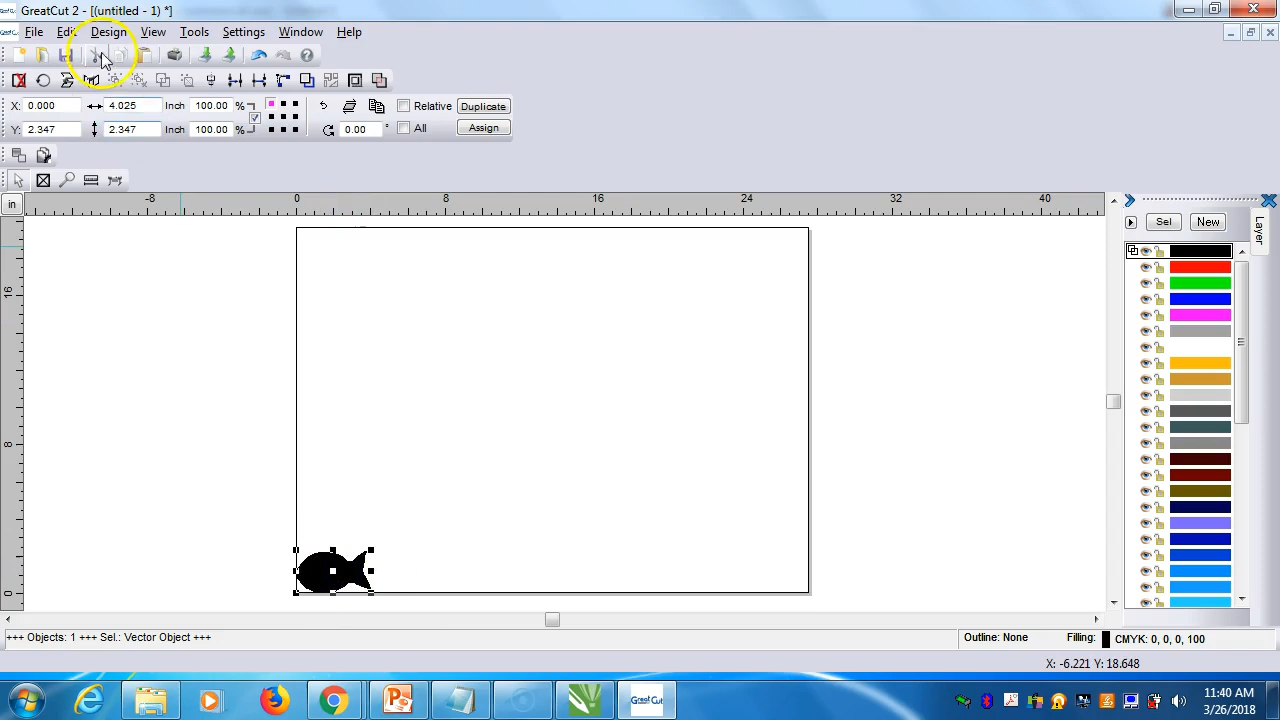 GreatCut 2 - [(untitled - 1) *]
File Edit Design View Tools Settings Window Help
X: 0.000 4.025 Inch 100.00 % Relative Duplicate
Y: 2.347 2.347 Inch 100.00 % 0.00 ° All Assign
in -8 0 8 16 24 32 40
Sel New
Layer
16
8
0
+++ Objects: 1 +++ Sel.: Vector Object +++ Outline: None Filling: CMYK: 0, 0, 0, 100
X: -6.221 Y: 18.648
Great Cut
11:40 AM
3/26/2018